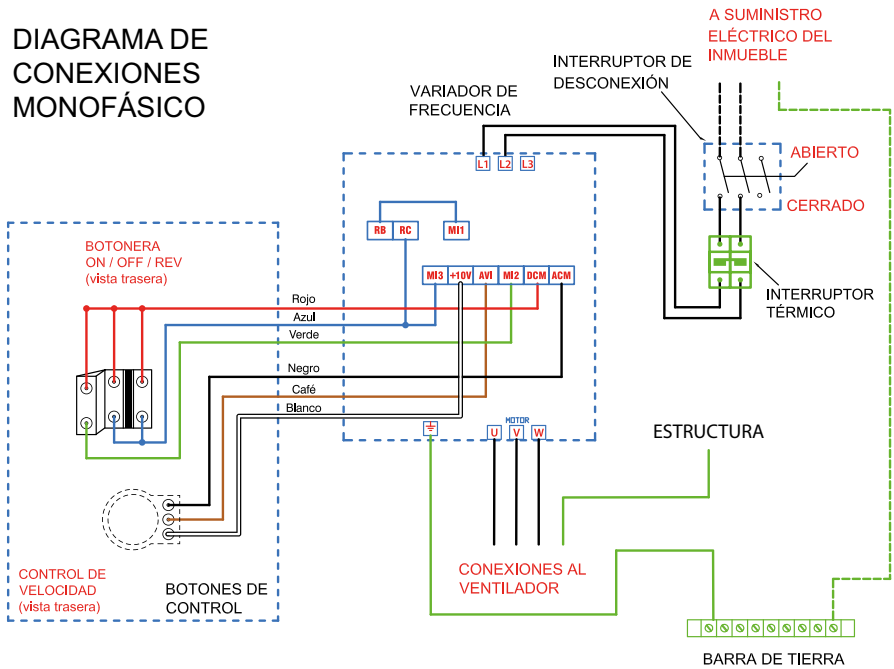 DIAGRAMA DE
CONEXIONES
MONOFÁSICO
A SUMINISTRO
ELÉCTRICO DEL
INMUEBLE
INTERRUPTOR DE
DESCONEXIÓN
VARIADOR DE
FRECUENCIA
L1 L2 L3
ABIERTO
CERRADO
INTERRUPTOR
TÉRMICO
RB RC MI1
MI3 +10V AVI MI2 DCM ACM
BOTONERA
ON / OFF / REV
(vista trasera)
Rojo
Azul
Verde
Negro
Café
Blanco
MOTOR
U V W
ESTRUCTURA
CONEXIONES AL
VENTILADOR
CONTROL DE
VELOCIDAD
(vista trasera)
BOTONES DE
CONTROL
BARRA DE TIERRA